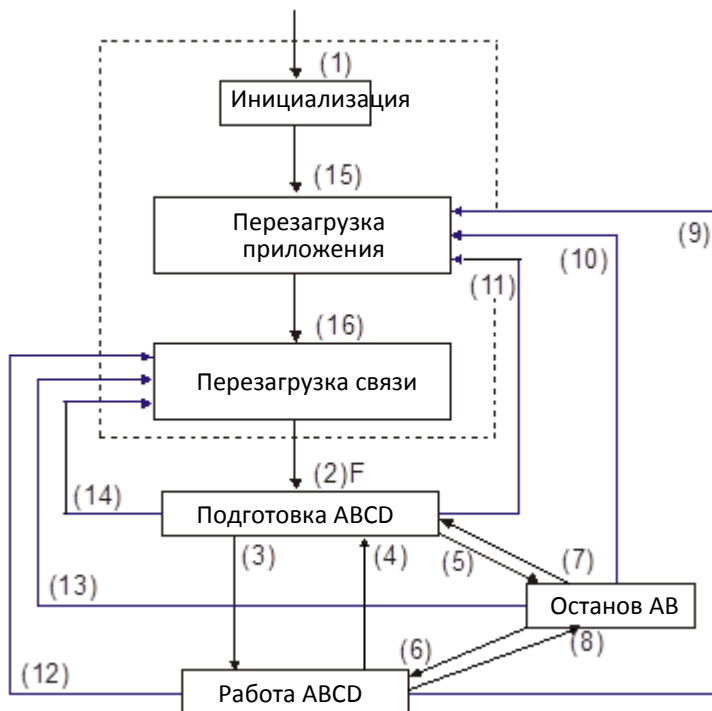 (1)
Инициализация
(15)
Перезагрузка
приложения
(9)
(10)
(11)
(16)
Перезагрузка связи
(2)F
(14)
Подготовка ABCD
(3)
(4)
(5)
(7)
(13)
Останов AB
(6)
(8)
(12)
Работа ABCD